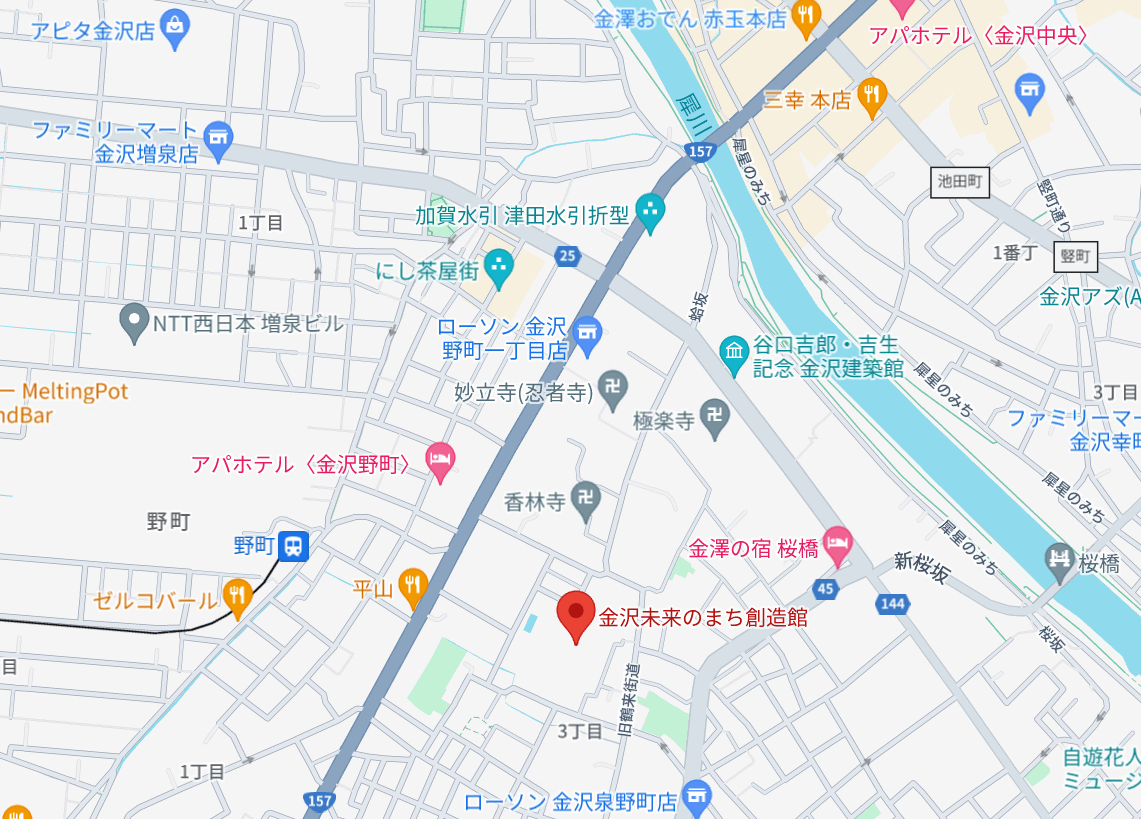 アピタ金沢店
金澤おでん 赤玉本店
アパホテル〈金沢中央〉
三幸 本店
犀川
157
犀星のみち
ファミリーマート
金沢増泉店
池田町
竪町通り
1丁目
加賀水引 津田水引折型
25
1番丁
竪町
にし茶屋街
金沢アズ(A
NTT西日本 増泉ビル
蛤坂
ローソン 金沢
野町一丁目店
谷口吉郎・吉生
記念 金沢建築館
ー MeltingPot
ndBar
妙立寺(忍者寺)
犀星のみち
3丁目
極楽寺
ファミリーマー
金沢幸町
アパホテル〈金沢野町〉
香林寺
犀星のみち
野町
野町
金澤の宿 桜橋
犀星のみち
新桜坂
桜橋
平山
ゼルコバール
45
144
金沢未来のまち創造館
桜坂
目
旧鶴来街道
3丁目
1丁目
自遊花人
ミュージ
157
ローソン 金沢泉野町店